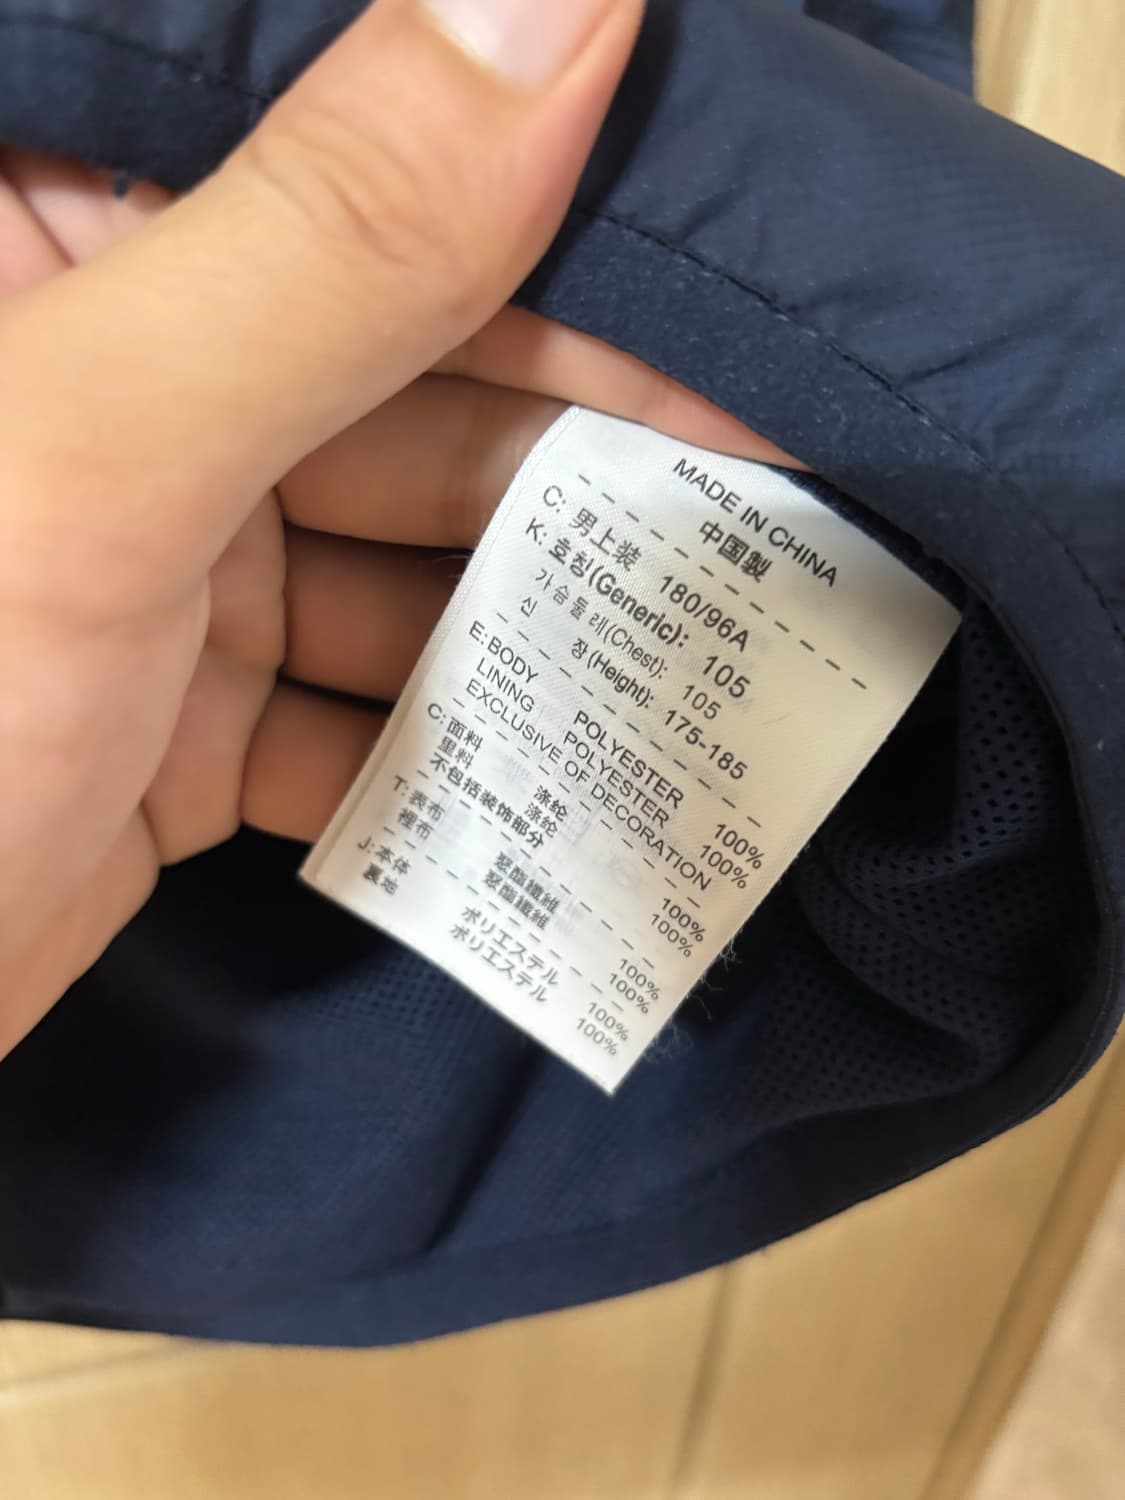 MADE IN CHINA
中国製
C: 男上装 180/96A
K: 호칭(Generic): 105
가슴둘레(Chest): 105
신 장(Height): 175-185
E: BODY POLYESTER 100%
LINING POLYESTER 100%
EXCLUSIVE OF DECORATION
C: 面料 涤纶 100%
里料 涤纶 100%
不包括装饰部分
T: 表布 聚酯纖維 100%
裡布 聚酯纖維 100%
J: 本体 ポリエステル 100%
裏地 ポリエステル 100%